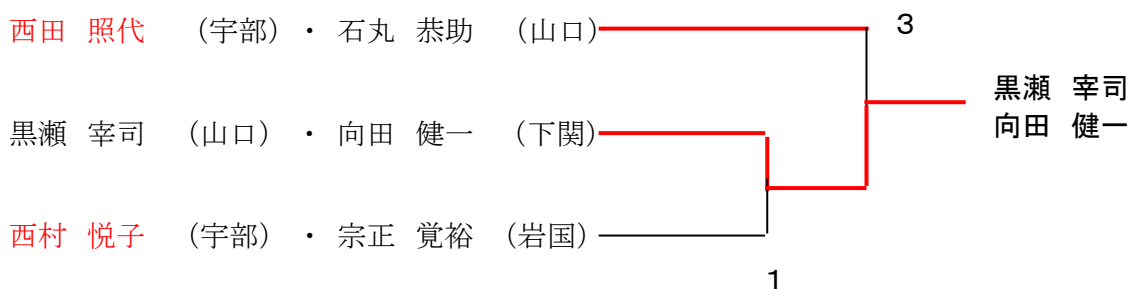 西田 照代 （宇部）・ 石丸 恭助 （山口）
3
黒瀬 宰司
向田 健一
黒瀬 宰司 （山口）・ 向田 健一 （下関）
西村 悦子 （宇部）・ 宗正 覚裕 （岩国）
1